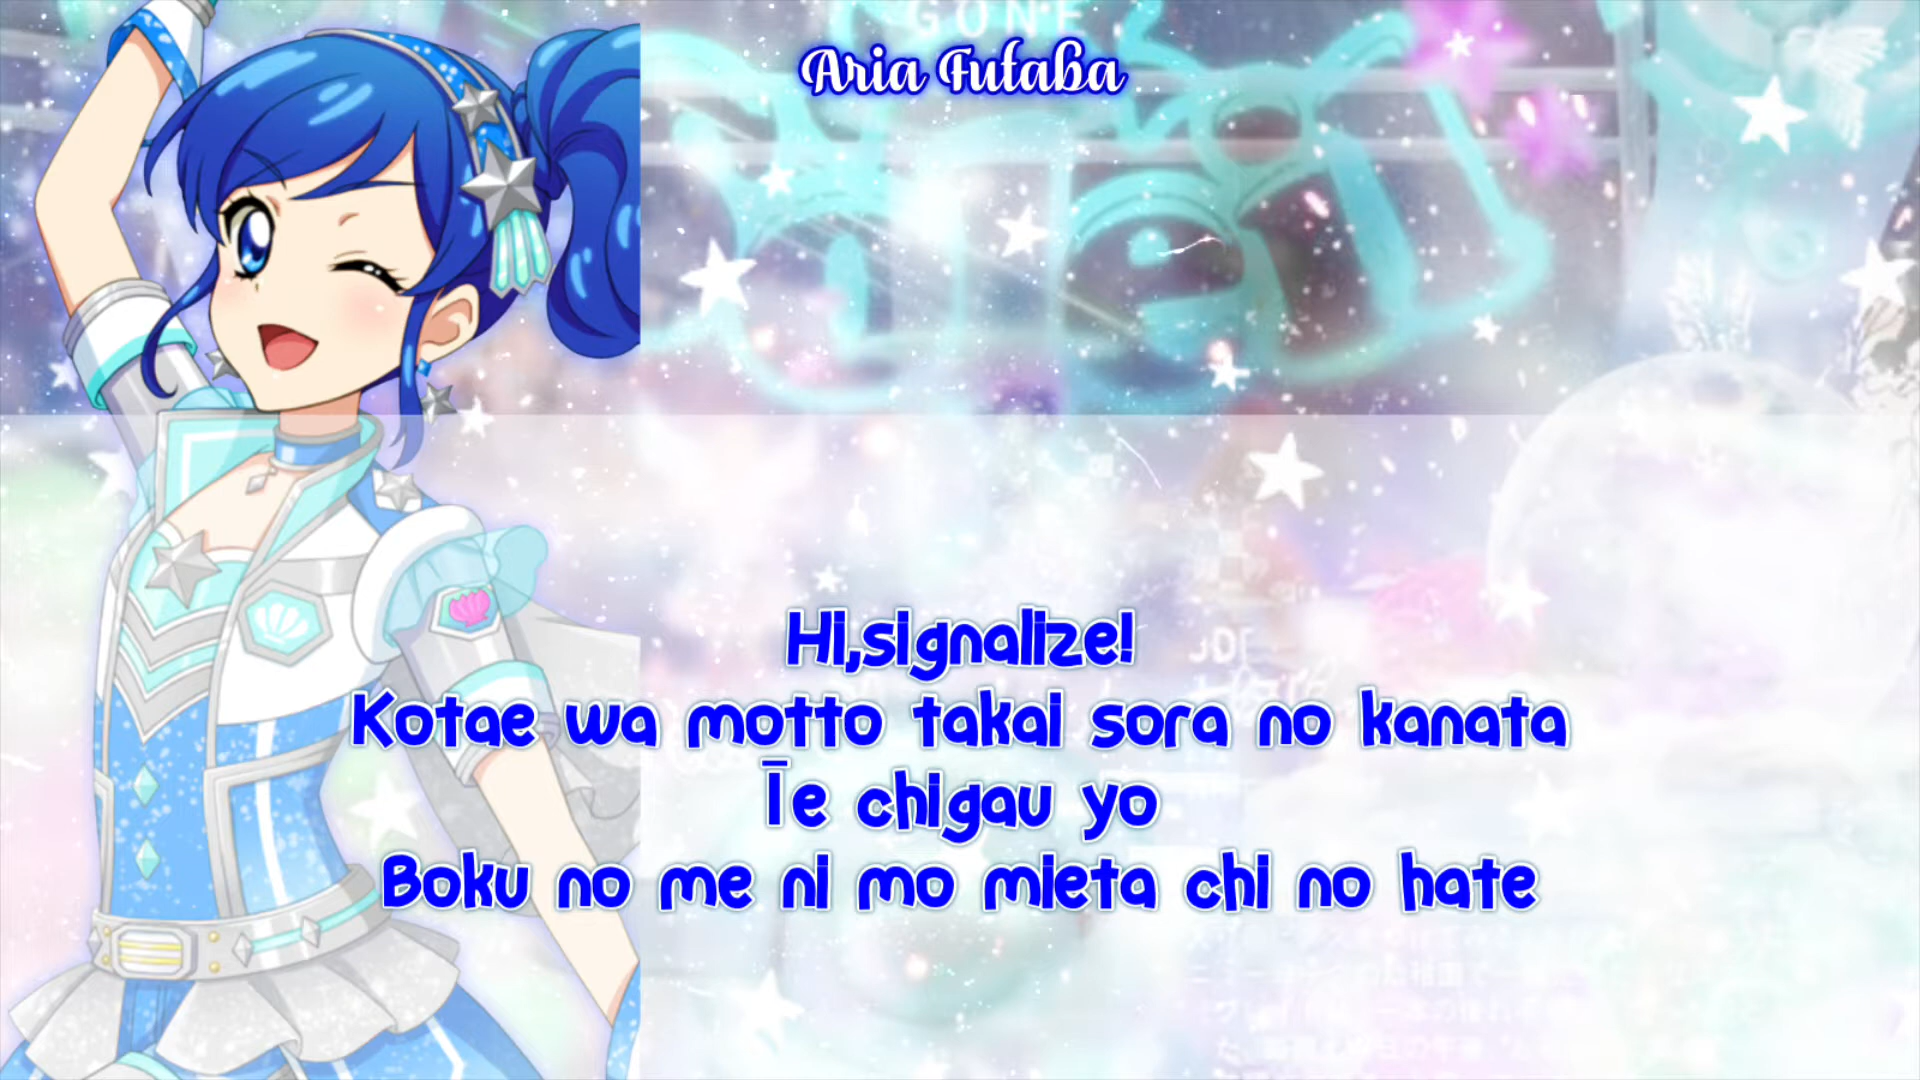 GONE
Aria Futaba
Hi,signalize!
Kotae wa motto takai sora no kanata
Īe chigau yo
Boku no me ni mo mieta chi no hate